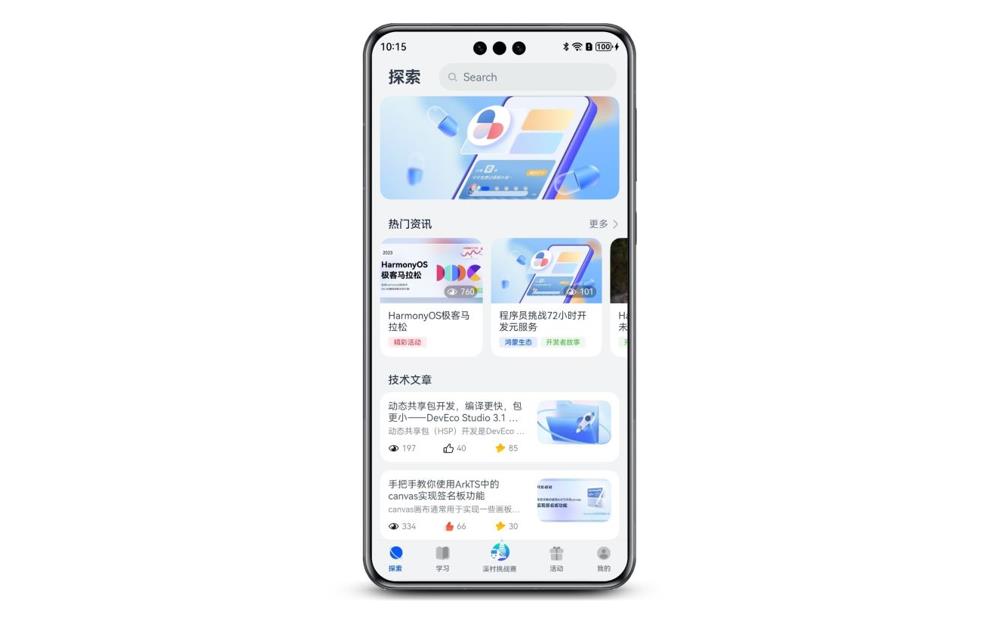 10:15
100
探索
Search
热门资讯
更多
2023
HarmonyOS
极客马拉松
760
101
HarmonyOS极客马
拉松
精彩活动
程序员挑战72小时开
发元服务
鸿蒙生态
开发者故事
Ha
未
技术文章
动态共享包开发，编译更快，包
更小——DevEco Studio 3.1 ...
动态共享包（HSP）开发是DevEco ...
197
40
85
手把手教你使用ArkTS中的
canvas实现签名板功能
canvas画布通常用于实现一些画板...
实现签名板功能
334
66
30
探索
学习
溪村挑战赛
活动
我的